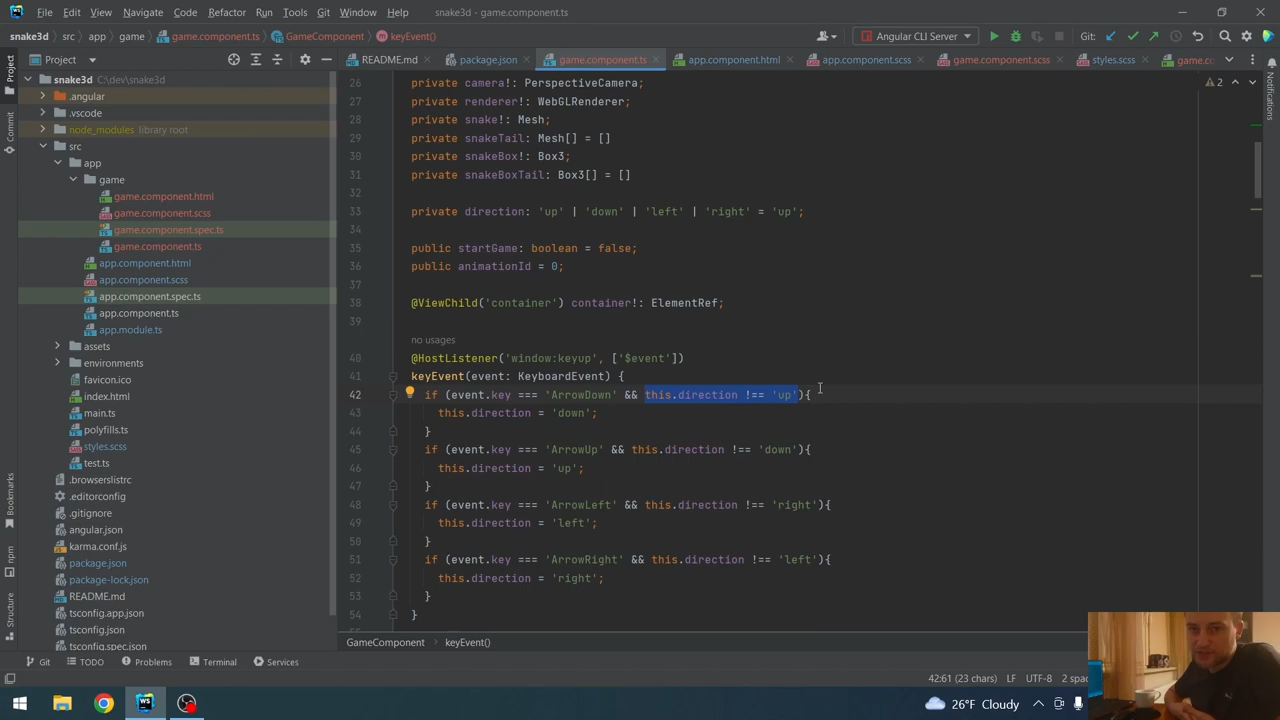 File Edit View Navigate Code Refactor Run Tools Git Window Help snake3d - game.component.ts
snake3d src app game game.component.ts GameComponent keyEvent() Angular CLI Server Git:
Project README.md package.json game.component.ts app.component.html app.component.scss game.component.scss styles.scss game.co
snake3d C:\dev\snake3d
.angular
.vscode
node_modules library root
src
app
game
game.component.html
game.component.scss
game.component.spec.ts
game.component.ts
app.component.html
app.component.scss
app.component.spec.ts
app.component.ts
app.module.ts
assets
environments
favicon.ico
index.html
main.ts
polyfills.ts
styles.scss
test.ts
.browserslistrc
.editorconfig
.gitignore
angular.json
karma.conf.js
package.json
package-lock.json
README.md
tsconfig.app.json
tsconfig.json
tsconfig.spec.json
Project
Commit
Bookmarks
npm
Structure
Notifications
2
26 private camera!: PerspectiveCamera;
27 private renderer!: WebGLRenderer;
28 private snake!: Mesh;
29 private snakeTail: Mesh[] = []
30 private snakeBox!: Box3;
31 private snakeBoxTail: Box3[] = []
32
33 private direction: 'up' | 'down' | 'left' | 'right' = 'up';
34
35 public startGame: boolean = false;
36 public animationId = 0;
37
38 @ViewChild('container') container!: ElementRef;
39
no usages
40 @HostListener('window:keyup', ['$event'])
41 keyEvent(event: KeyboardEvent) {
42 if (event.key === 'ArrowDown' && this.direction !== 'up'){
43 this.direction = 'down';
44 }
45 if (event.key === 'ArrowUp' && this.direction !== 'down'){
46 this.direction = 'up';
47 }
48 if (event.key === 'ArrowLeft' && this.direction !== 'right'){
49 this.direction = 'left';
50 }
51 if (event.key === 'ArrowRight' && this.direction !== 'left'){
52 this.direction = 'right';
53 }
54 }
GameComponent keyEvent()
Git TODO Problems Terminal Services
42:61 (23 chars) LF UTF-8 2 spac
WS
26°F Cloudy